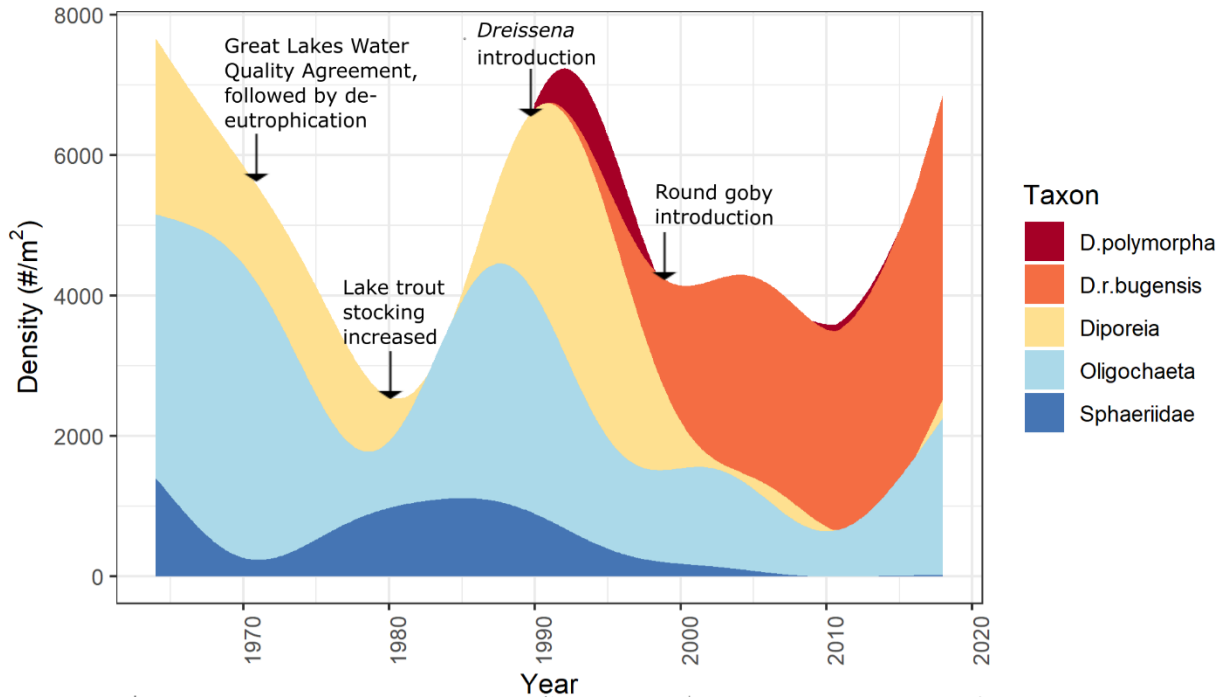 8000
6000
4000
2000
0
Density (#/m²)
Great Lakes Water
Quality Agreement,
followed by de-
eutrophication
Lake trout
stocking
increased
Dreissena
introduction
Round goby
introduction
1970
1980
1990
2000
2010
2020
Year
Taxon
D.polymorpha
D.r.bugensis
Diporeia
Oligochaeta
Sphaeriidae